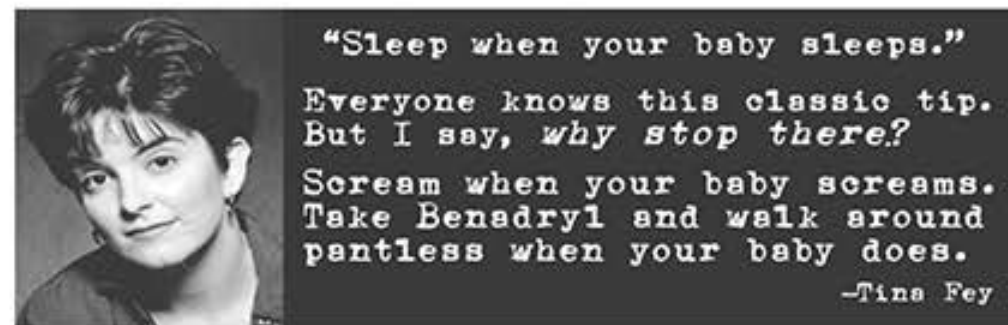 “Sleep when your baby sleeps.”
Everyone knows this classic tip.
But I say, why stop there?
Scream when your baby screams.
Take Benadryl and walk around
pantless when your baby does.
–Tina Fey